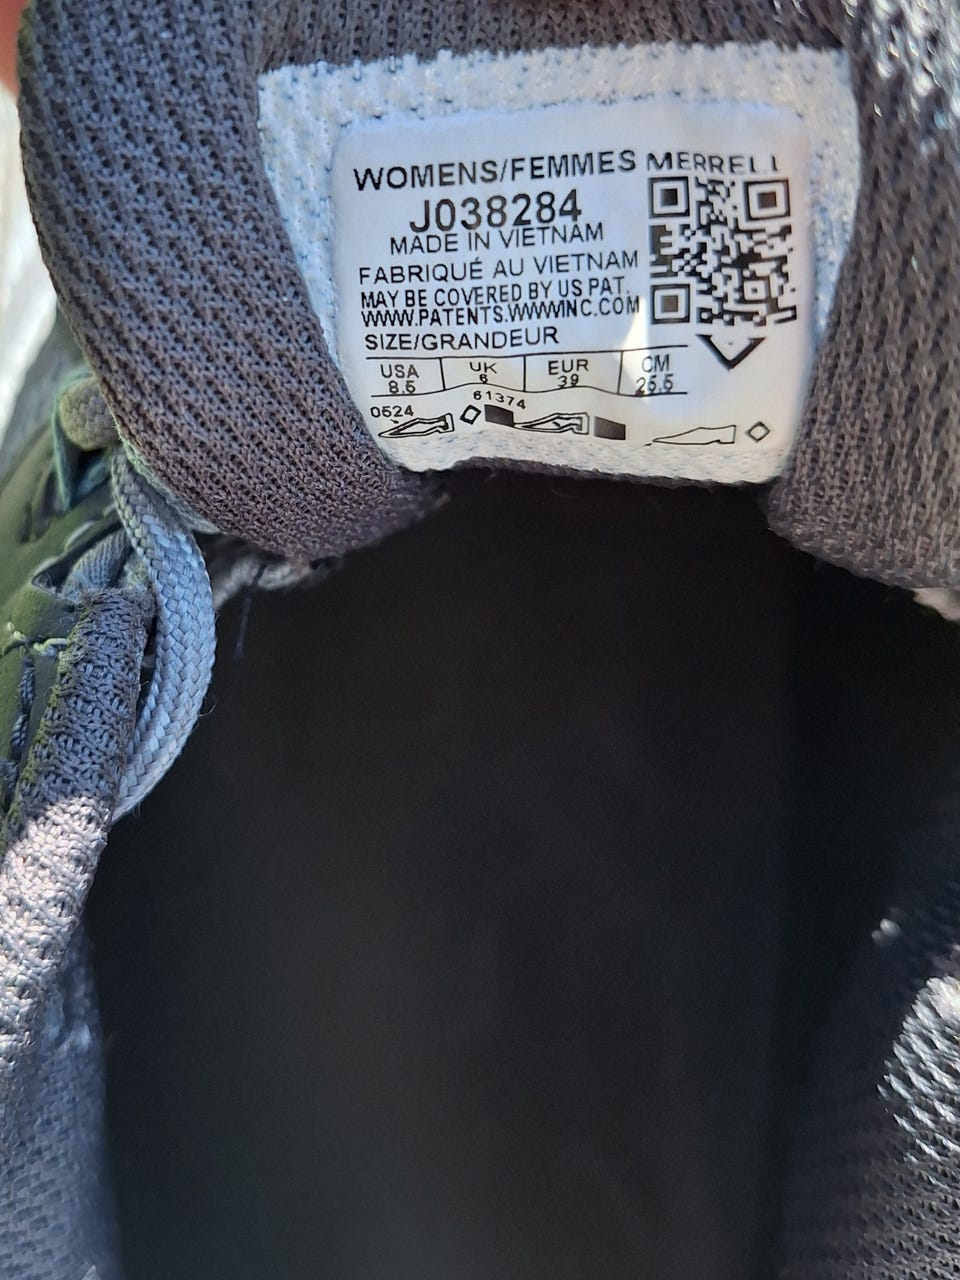 WOMENS/FEMMES MERRELL
J038284
MADE IN VIETNAM
FABRIQUÉ AU VIETNAM
MAY BE COVERED BY US PAT.
WWW.PATENTS.WWWINC.COM
SIZE/GRANDEUR
USA UK EUR CM
8.5 6 39 25.5
61374
0524